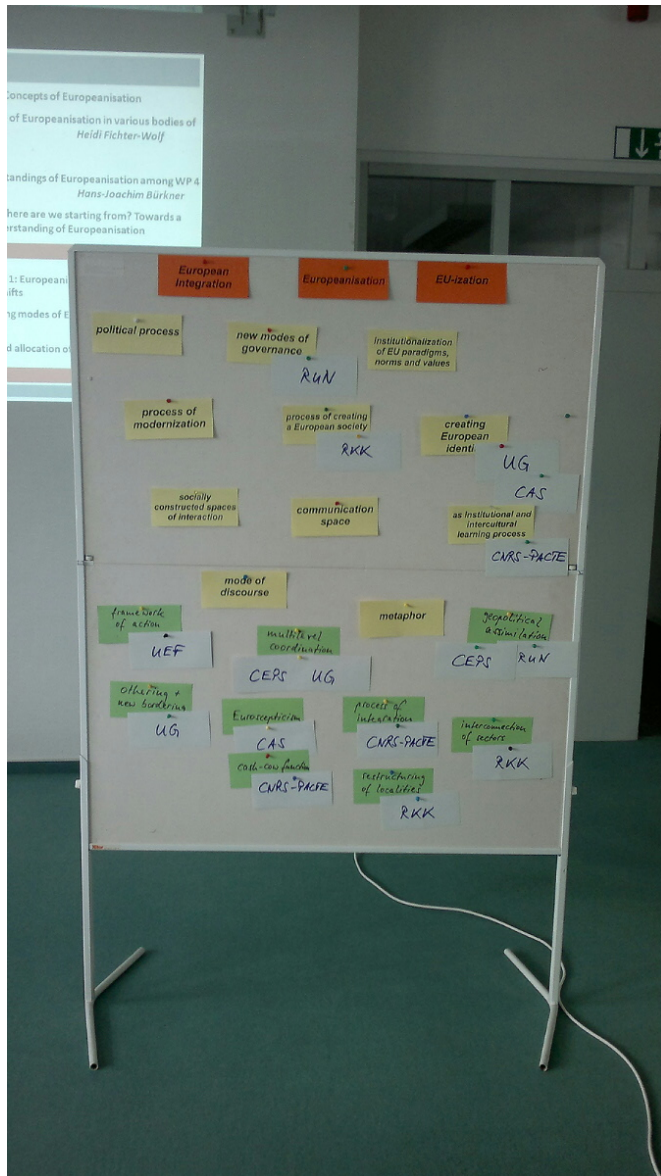 Concepts of Europeanisation
of Europeanisation in various bodies of
Heidi Fichter-Wolf
standings of Europeanisation among WP 4
Hans-Joachim Bürkner
here are we starting from? Towards a
erstanding of Europeanisation
1: Europeani
ifts
ng modes of E
d allocation of
European
Integration
Europeanisation
EU-ization
political process
new modes of
governance
RUN
Institutionalization
of EU paradigms,
norms and values
process of
modernization
process of creating
a European society
RKK
creating
European
identi
UG
CAS
socially
constructed spaces
of interaction
communication
space
as Institutional and
intercultural
learning process
CNRS-PACTE
mode of
discourse
metaphor
framework
of action
UEF
multilevel
coordination
CEPS UG
geopolitical
assimilation
CEPS
RUN
othering +
new bordering
UG
Euroscepticism
CAS
process of
integration
CNRS-PACTE
interconnection
of sectors
RKK
cash-cow function
CNRS-PACTE
restructuring
of localities
RKK